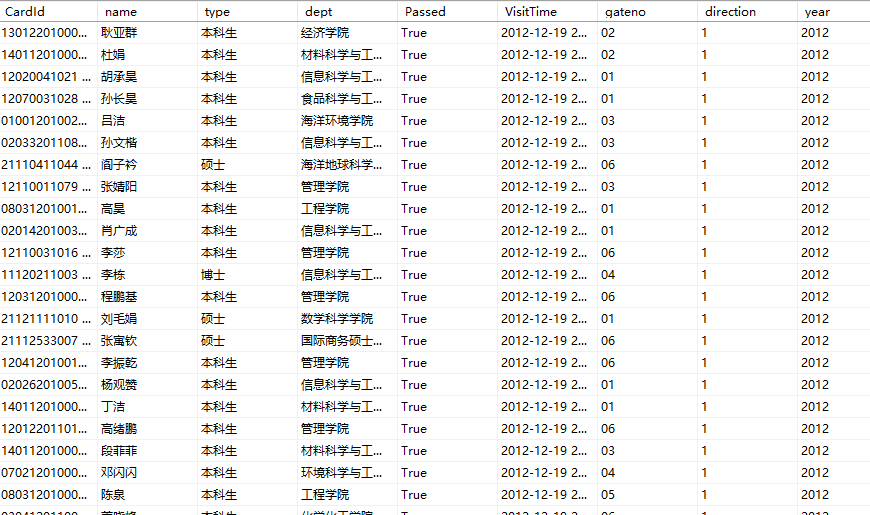 CardId name type dept Passed VisitTime gateno direction year
13012201000... 耿亚群 本科生 经济学院 True 2012-12-19 2... 02 1 2012
14011201000... 杜娟 本科生 材料科学与工... True 2012-12-19 2... 02 1 2012
12020041021 ... 胡承昊 本科生 信息科学与工... True 2012-12-19 2... 01 1 2012
12070031028 ... 孙长昊 本科生 食品科学与工... True 2012-12-19 2... 01 1 2012
01001201002... 吕洁 本科生 海洋环境学院 True 2012-12-19 2... 03 1 2012
02033201108... 孙文楷 本科生 信息科学与工... True 2012-12-19 2... 03 1 2012
21110411044 ... 阎子衿 硕士 海洋地球科学... True 2012-12-19 2... 06 1 2012
12110011079 ... 张婧阳 本科生 管理学院 True 2012-12-19 2... 03 1 2012
08031201001... 高昊 本科生 工程学院 True 2012-12-19 2... 01 1 2012
02014201003... 肖广成 本科生 信息科学与工... True 2012-12-19 2... 01 1 2012
12110031016 ... 李莎 本科生 管理学院 True 2012-12-19 2... 06 1 2012
11120211003 ... 李栋 博士 信息科学与工... True 2012-12-19 2... 04 1 2012
12031201000... 程鹏基 本科生 管理学院 True 2012-12-19 2... 06 1 2012
21121111010 ... 刘毛娟 硕士 数学科学学院 True 2012-12-19 2... 01 1 2012
21112533007 ... 张寓钦 硕士 国际商务硕士... True 2012-12-19 2... 06 1 2012
12041201001... 李振乾 本科生 管理学院 True 2012-12-19 2... 06 1 2012
02026201005... 杨观赞 本科生 信息科学与工... True 2012-12-19 2... 01 1 2012
14011201000... 丁洁 本科生 材料科学与工... True 2012-12-19 2... 01 1 2012
12012201101... 高绪鹏 本科生 管理学院 True 2012-12-19 2... 06 1 2012
14011201000... 段菲菲 本科生 材料科学与工... True 2012-12-19 2... 03 1 2012
07021201000... 邓闪闪 本科生 环境科学与工... True 2012-12-19 2... 04 1 2012
08031201000... 陈泉 本科生 工程学院 True 2012-12-19 2... 05 1 2012